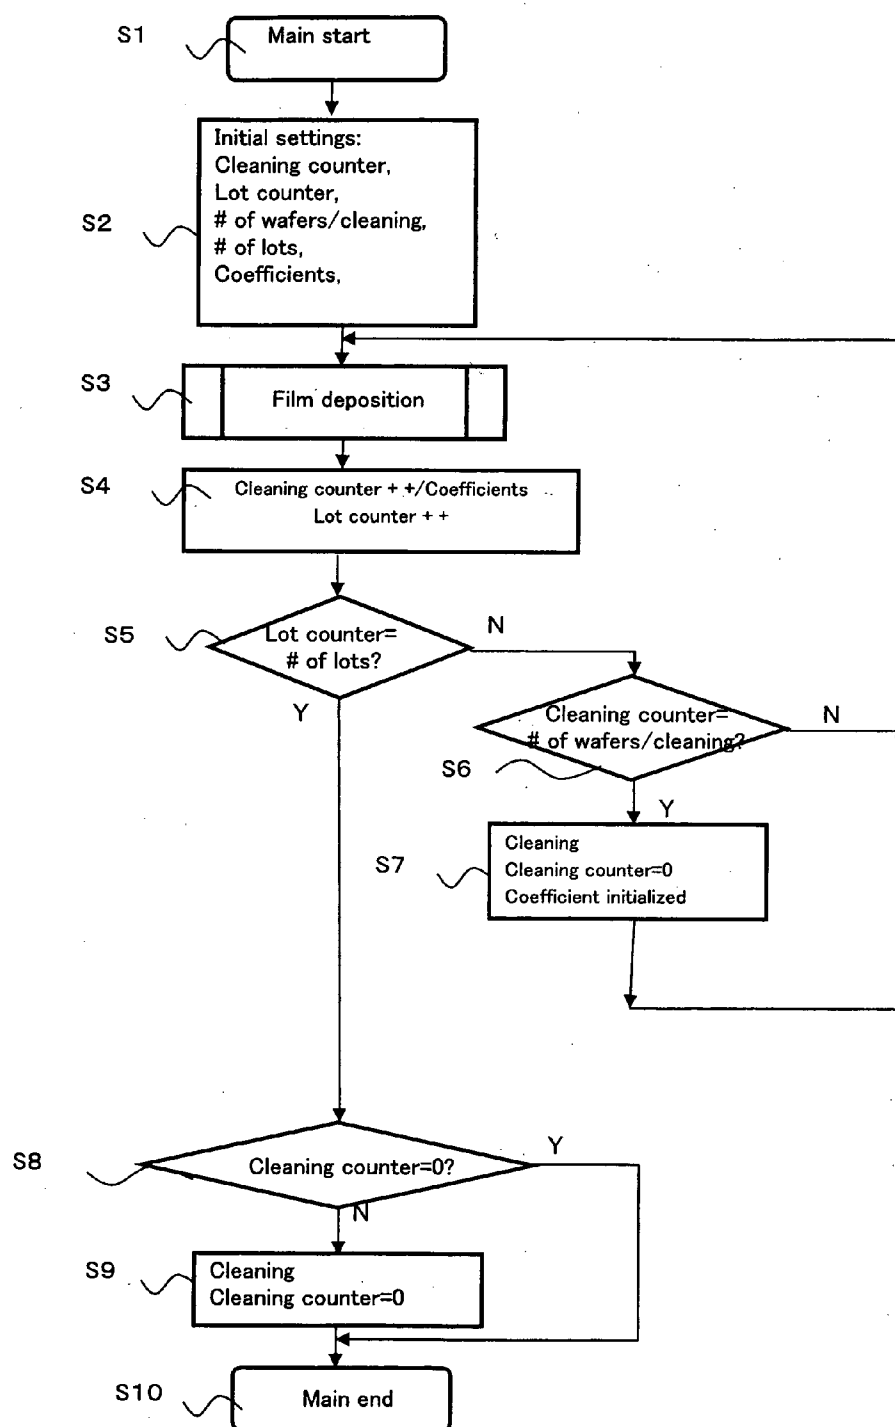 S1
Main start
S2
Initial settings:
Cleaning counter,
Lot counter,
# of wafers/cleaning,
# of lots,
Coefficients,
S3
Film deposition
S4
Cleaning counter + +/Coefficients
Lot counter + +
S5
Lot counter=
# of lots?
N
Y
Cleaning counter=
# of wafers/cleaning?
N
S6
Y
S7
Cleaning
Cleaning counter=0
Coefficient initialized
S8
Cleaning counter=0?
Y
N
S9
Cleaning
Cleaning counter=0
S10
Main end